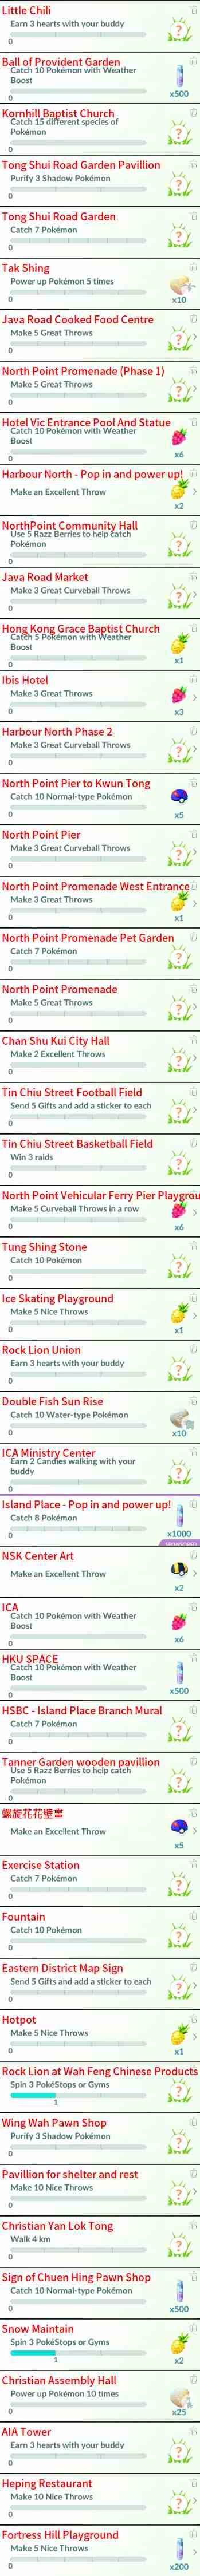 Little Chili
Earn 3 hearts with your buddy
0
Ball of Provident Garden
Catch 10 Pokémon with Weather
Boost
x500
0
Kornhill Baptist Church
Catch 15 different species of
Pokémon
0
Tong Shui Road Garden Pavillion
Purify 3 Shadow Pokémon
0
Tong Shui Road Garden
Catch 7 Pokémon
0
Tak Shing
Power up Pokémon 5 times
0
x10
Java Road Cooked Food Centre
Make 5 Great Throws
0
North Point Promenade (Phase 1)
Make 5 Great Throws
0
Hotel Vic Entrance Pool And Statue
Catch 10 Pokémon with Weather
Boost
x6
0
Harbour North - Pop in and power up!
Make an Excellent Throw
x2
NorthPoint Community Hall
Use 5 Razz Berries to help catch
Pokémon
0
Java Road Market
Make 3 Great Curveball Throws
0
Hong Kong Grace Baptist Church
Catch 5 Pokémon with Weather
Boost
x1
0
Ibis Hotel
Make 3 Great Throws
0
x3
Harbour North Phase 2
Make 3 Great Curveball Throws
0
North Point Pier to Kwun Tong
Catch 10 Normal-type Pokémon
0
x5
North Point Pier
Make 3 Great Curveball Throws
0
North Point Promenade West Entrance
Make 3 Great Throws
0
x1
North Point Promenade Pet Garden
Catch 7 Pokémon
0
North Point Promenade
Make 5 Great Throws
0
Chan Shu Kui City Hall
Make 2 Excellent Throws
0
Tin Chiu Street Football Field
Send 5 Gifts and add a sticker to each
0
Tin Chiu Street Basketball Field
Win 3 raids
0
North Point Vehicular Ferry Pier Playgrou
Make 5 Curveball Throws in a row
0
x6
Tung Shing Stone
Catch 10 Pokémon
0
Ice Skating Playground
Make 5 Nice Throws
0
x1
Rock Lion Union
Earn 3 hearts with your buddy
0
Double Fish Sun Rise
Catch 10 Water-type Pokémon
0
x10
ICA Ministry Center
Earn 2 Candies walking with your
buddy
0
Island Place - Pop in and power up!
Catch 8 Pokémon
0
x1000
NSK Center Art
Make an Excellent Throw
x2
ICA
Catch 10 Pokémon with Weather
Boost
x6
0
HKU SPACE
Catch 10 Pokémon with Weather
Boost
x500
0
HSBC - Island Place Branch Mural
Catch 7 Pokémon
0
Tanner Garden wooden pavillion
Use 5 Razz Berries to help catch
Pokémon
0
螺旋花花壁畫
Make an Excellent Throw
x5
Exercise Station
Catch 7 Pokémon
0
Fountain
Catch 10 Pokémon
0
Eastern District Map Sign
Send 5 Gifts and add a sticker to each
0
Hotpot
Make 5 Nice Throws
0
x1
Rock Lion at Wah Feng Chinese Products
Spin 3 PokéStops or Gyms
1
Wing Wah Pawn Shop
Purify 3 Shadow Pokémon
0
Pavillion for shelter and rest
Make 10 Nice Throws
0
Christian Yan Lok Tong
Walk 4 km
0
Sign of Chuen Hing Pawn Shop
Catch 10 Normal-type Pokémon
0
x500
Snow Maintain
Spin 3 PokéStops or Gyms
1
x2
Christian Assembly Hall
Power up Pokémon 10 times
0
x25
AIA Tower
Earn 3 hearts with your buddy
0
Heping Restaurant
Make 10 Nice Throws
0
Fortress Hill Playground
Make 5 Nice Throws
0
x200